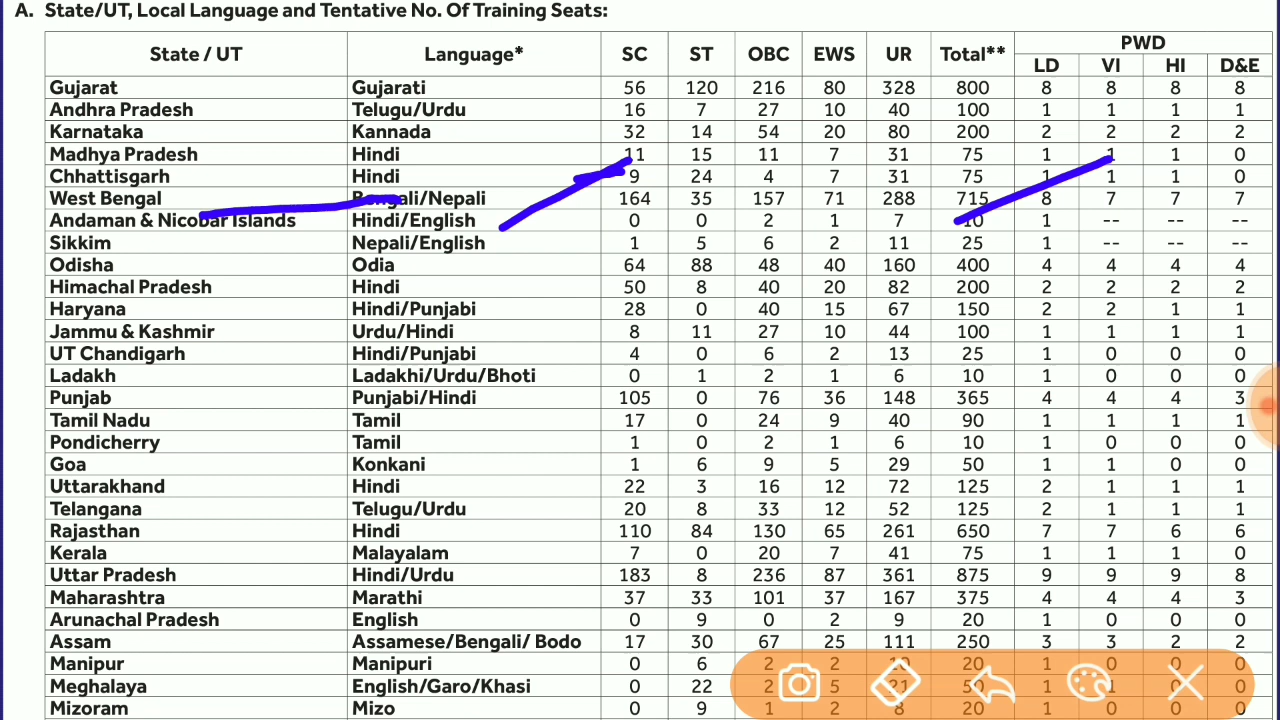 A. State/UT, Local Language and Tentative No. Of Training Seats:
State / UT Language* SC ST OBC EWS UR Total** PWD
LD VI HI D&E
Gujarat Gujarati 56 120 216 80 328 800 8 8 8 8
Andhra Pradesh Telugu/Urdu 16 7 27 10 40 100 1 1 1 1
Karnataka Kannada 32 14 54 20 80 200 2 2 2 2
Madhya Pradesh Hindi 11 15 11 7 31 75 1 1 1 0
Chhattisgarh Hindi 9 24 4 7 31 75 1 1 1 0
West Bengal Bengali/Nepali 164 35 157 71 288 715 8 7 7 7
Andaman & Nicobar Islands Hindi/English 0 0 2 1 7 10 1 -- -- --
Sikkim Nepali/English 1 5 6 2 11 25 1 -- -- --
Odisha Odia 64 88 48 40 160 400 4 4 4 4
Himachal Pradesh Hindi 50 8 40 20 82 200 2 2 2 2
Haryana Hindi/Punjabi 28 0 40 15 67 150 2 2 1 1
Jammu & Kashmir Urdu/Hindi 8 11 27 10 44 100 1 1 1 1
UT Chandigarh Hindi/Punjabi 4 0 6 2 13 25 1 0 0 0
Ladakh Ladakhi/Urdu/Bhoti 0 1 2 1 6 10 1 0 0 0
Punjab Punjabi/Hindi 105 0 76 36 148 365 4 4 4 3
Tamil Nadu Tamil 17 0 24 9 40 90 1 1 1 1
Pondicherry Tamil 1 0 2 1 6 10 1 0 0 0
Goa Konkani 1 6 9 5 29 50 1 1 0 0
Uttarakhand Hindi 22 3 16 12 72 125 2 1 1 1
Telangana Telugu/Urdu 20 8 33 12 52 125 2 1 1 1
Rajasthan Hindi 110 84 130 65 261 650 7 7 6 6
Kerala Malayalam 7 0 20 7 41 75 1 1 1 0
Uttar Pradesh Hindi/Urdu 183 8 236 87 361 875 9 9 9 8
Maharashtra Marathi 37 33 101 37 167 375 4 4 4 3
Arunachal Pradesh English 0 9 0 2 9 20 1 0 0 0
Assam Assamese/Bengali/ Bodo 17 30 67 25 111 250 3 3 2 2
Manipur Manipuri 0 6 2 2 20 1 0 0 0
Meghalaya English/Garo/Khasi 0 22 2 5 21 50 1 1 0 0
Mizoram Mizo 0 9 1 2 8 20 1 0 0 0